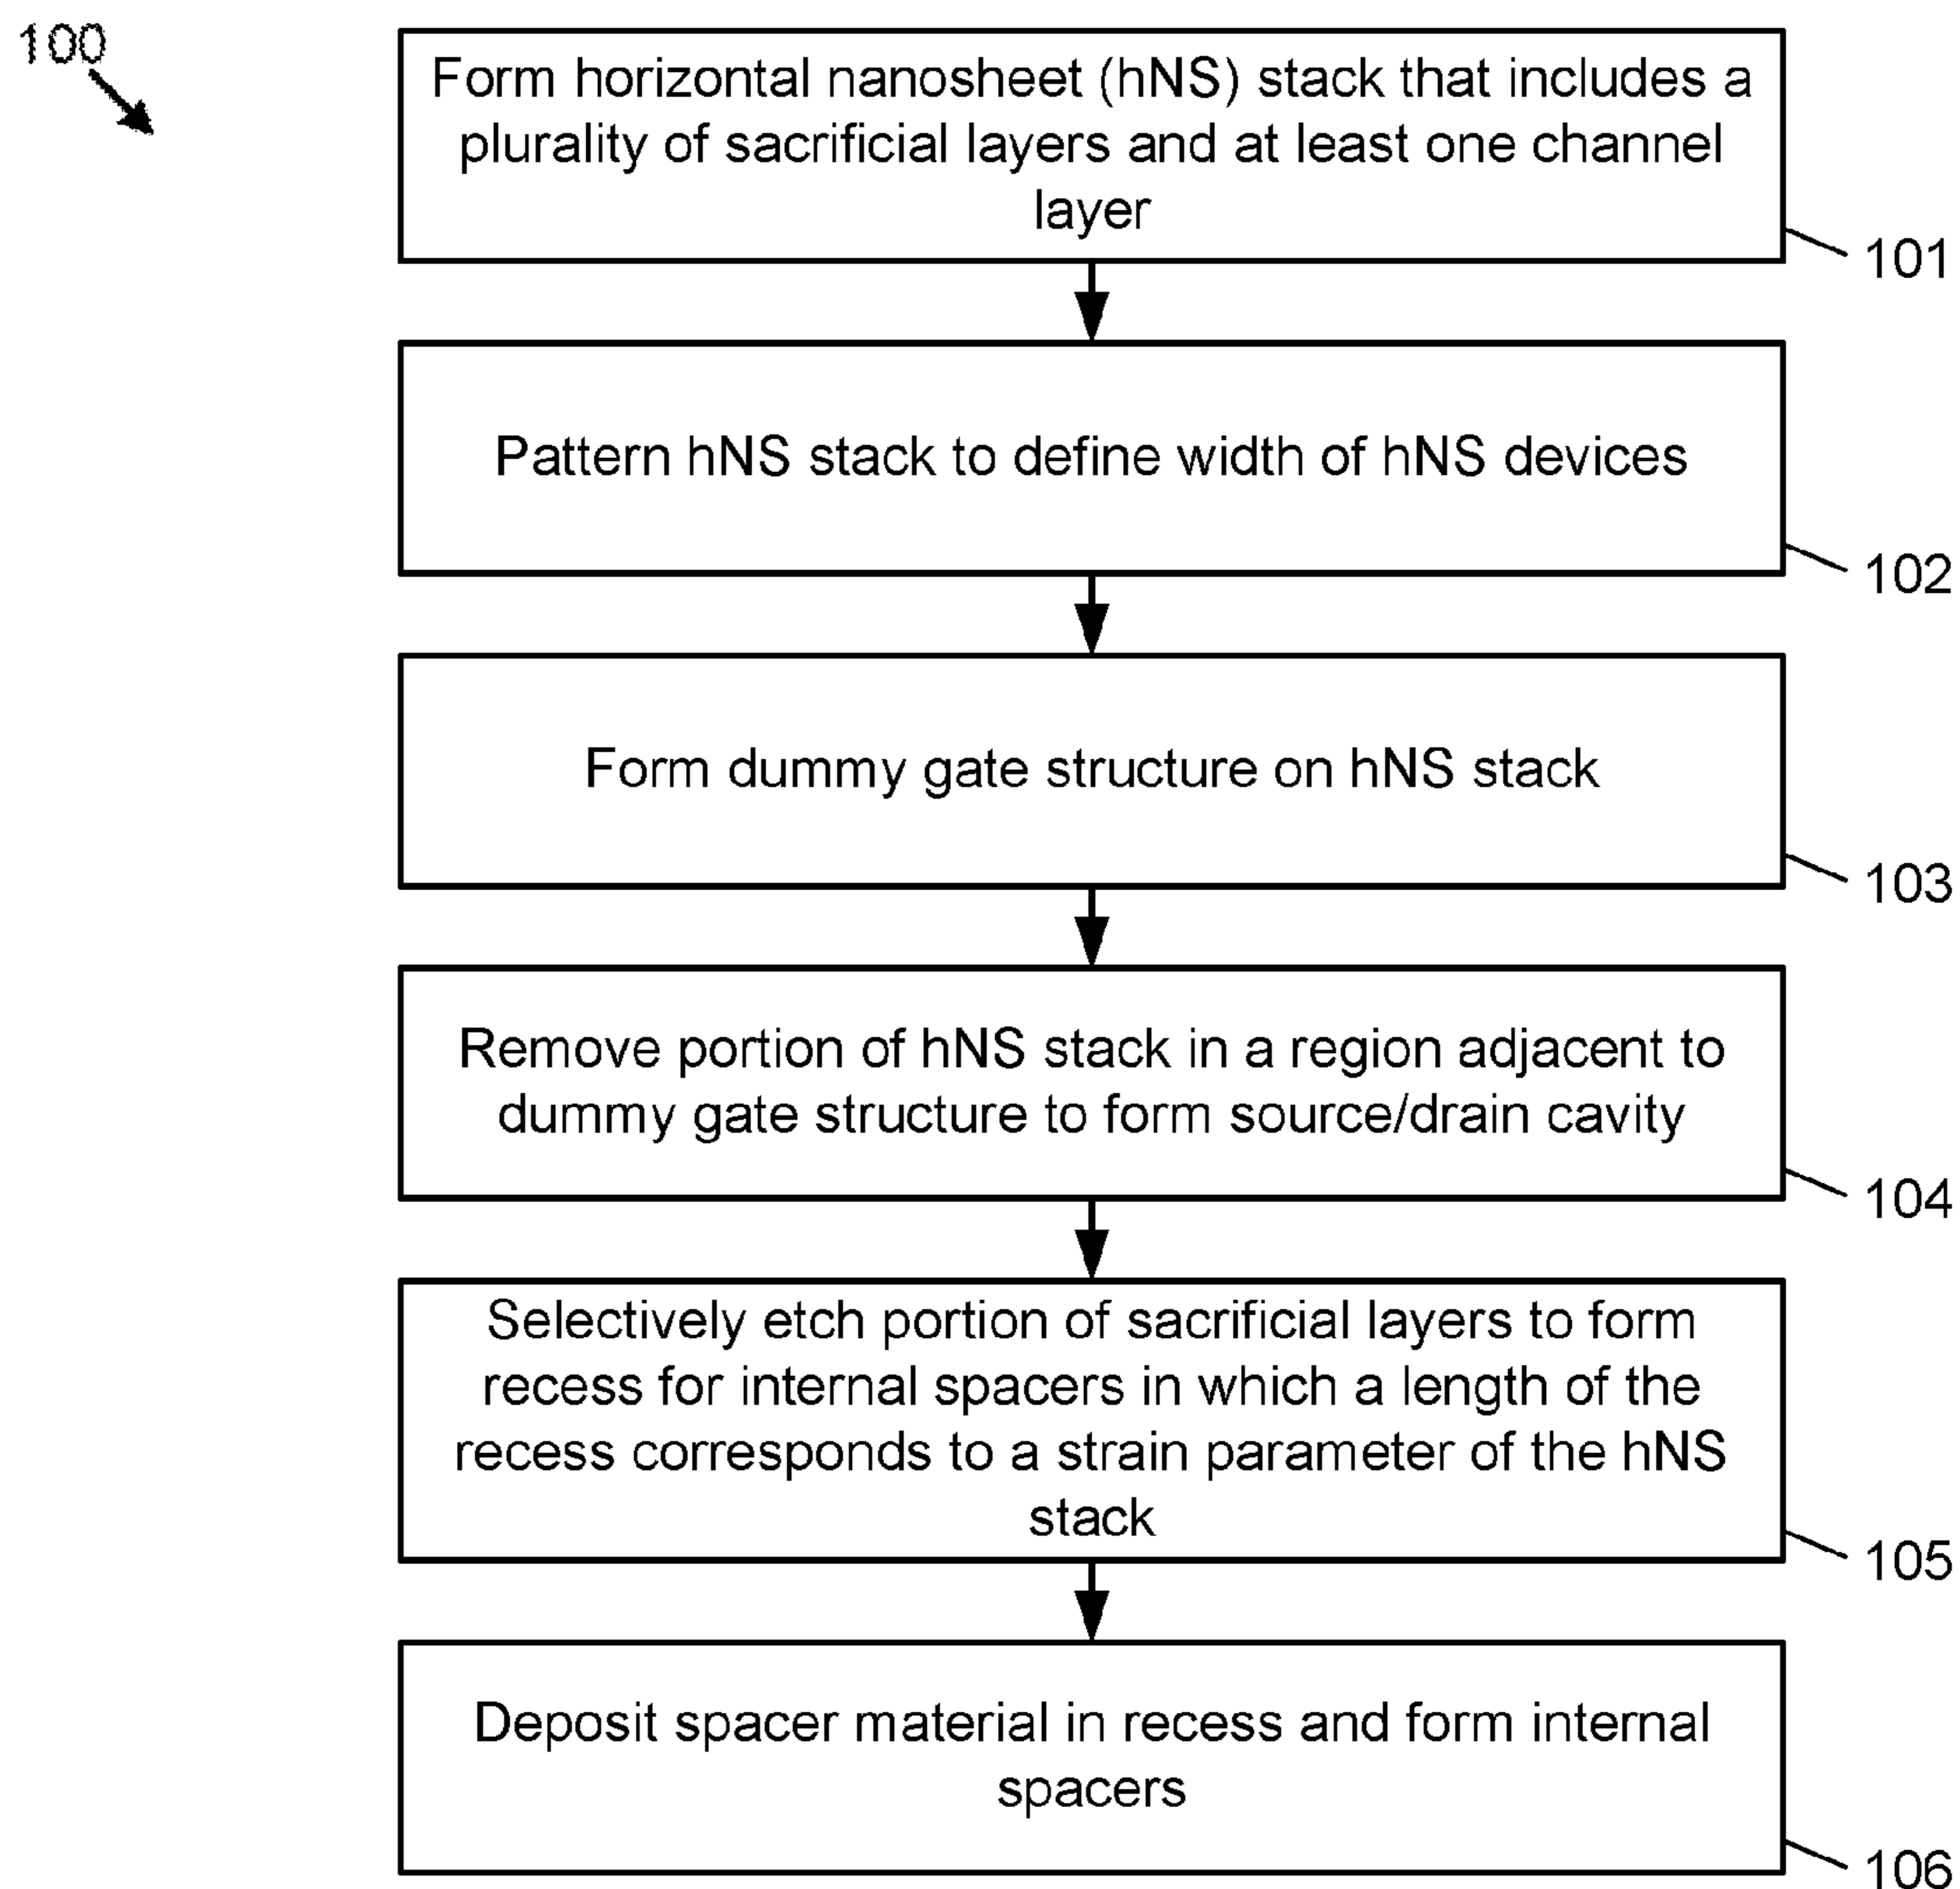 100
Form horizontal nanosheet (hNS) stack that includes a
plurality of sacrificial layers and at least one channel
layer
101
Pattern hNS stack to define width of hNS devices
102
Form dummy gate structure on hNS stack
103
Remove portion of hNS stack in a region adjacent to
dummy gate structure to form source/drain cavity
104
Selectively etch portion of sacrificial layers to form
recess for internal spacers in which a length of the
recess corresponds to a strain parameter of the hNS
stack
105
Deposit spacer material in recess and form internal
spacers
106